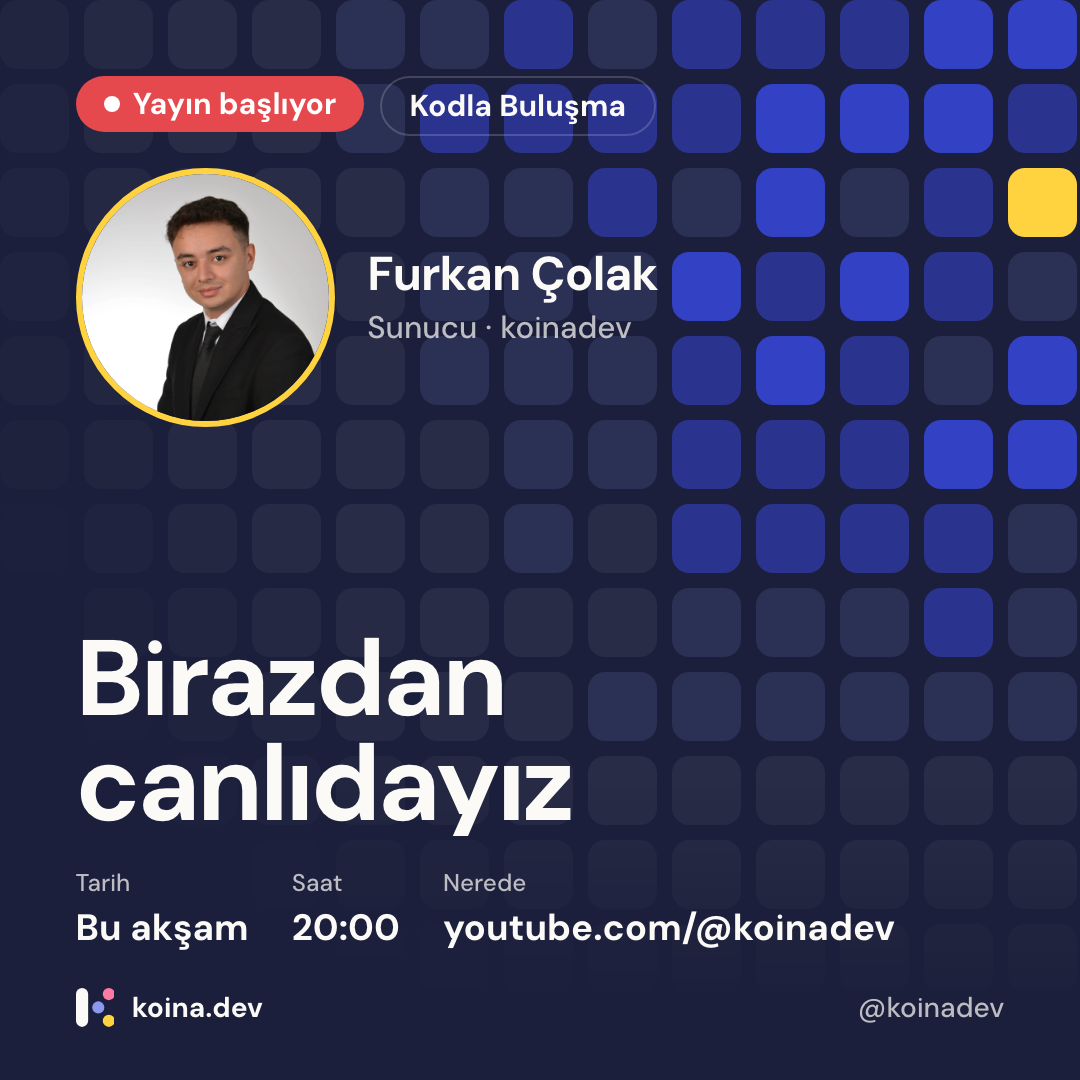 Yayın başlıyor
Kodla Buluşma
Furkan Çolak
Sunucu · koinadev
Birazdan
canlıdayız
Tarih
Bu akşam
Saat
20:00
Nerede
youtube.com/@koinadev
koina.dev
@koinadev